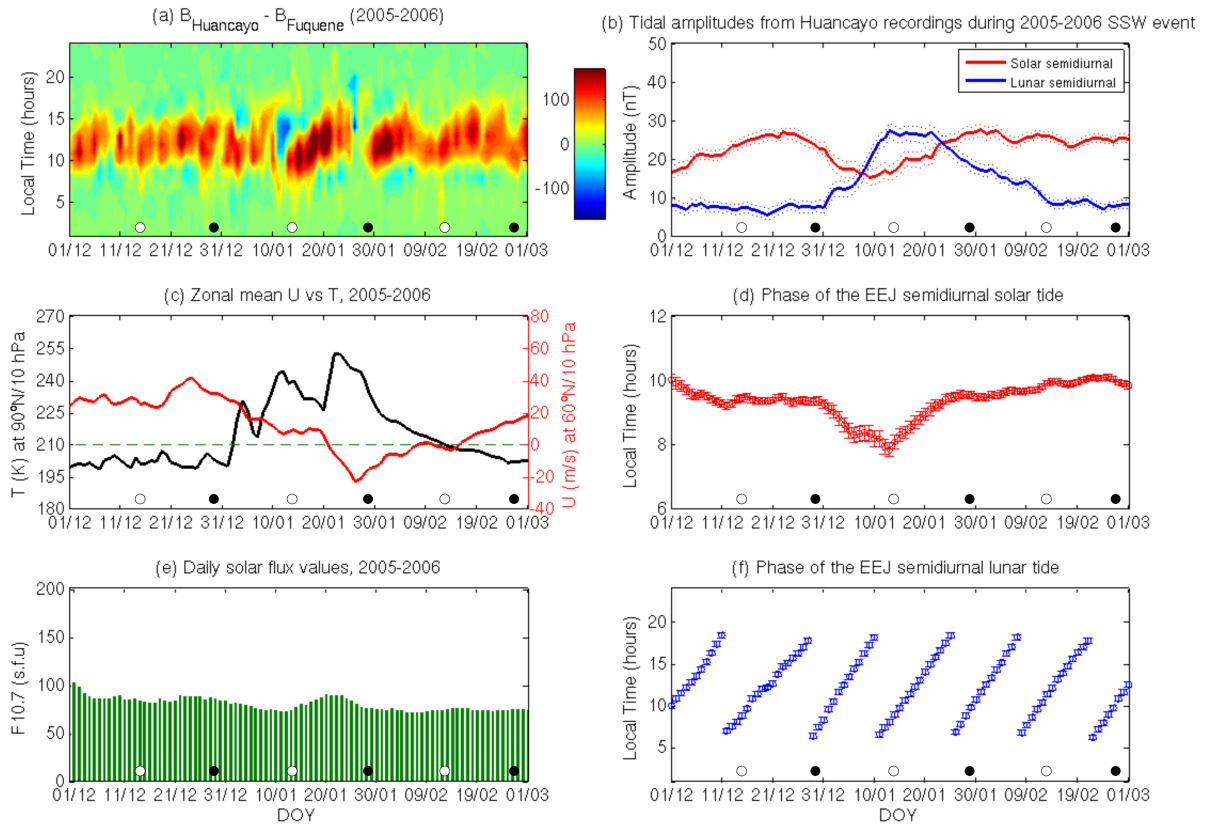 (a) B_Huancayo - B_Fuquene (2005-2006)
Local Time (hours)
20
15
10
5
01/12 11/12 21/12 31/12 10/01 20/01 30/01 09/02 19/02 01/03
100
0
-100
(b) Tidal amplitudes from Huancayo recordings during 2005-2006 SSW event
Amplitude (nT)
50
40
30
20
10
0
Solar semidiurnal
Lunar semidiurnal
01/12 11/12 21/12 31/12 10/01 20/01 30/01 09/02 19/02 01/03
(c) Zonal mean U vs T, 2005-2006
T (K) at 90°N/10 hPa
270
255
240
225
210
195
180
80
60
40
20
0
-20
-40
U (m/s) at 60°N/10 hPa
01/12 11/12 21/12 31/12 10/01 20/01 30/01 09/02 19/02 01/03
(d) Phase of the EEJ semidiurnal solar tide
Local Time (hours)
12
10
8
6
01/12 11/12 21/12 31/12 10/01 20/01 30/01 09/02 19/02 01/03
(e) Daily solar flux values, 2005-2006
F10.7 (s.f.u)
200
150
100
50
0
01/12 11/12 21/12 31/12 10/01 20/01 30/01 09/02 19/02 01/03
DOY
(f) Phase of the EEJ semidiurnal lunar tide
Local Time (hours)
20
15
10
5
01/12 11/12 21/12 31/12 10/01 20/01 30/01 09/02 19/02 01/03
DOY